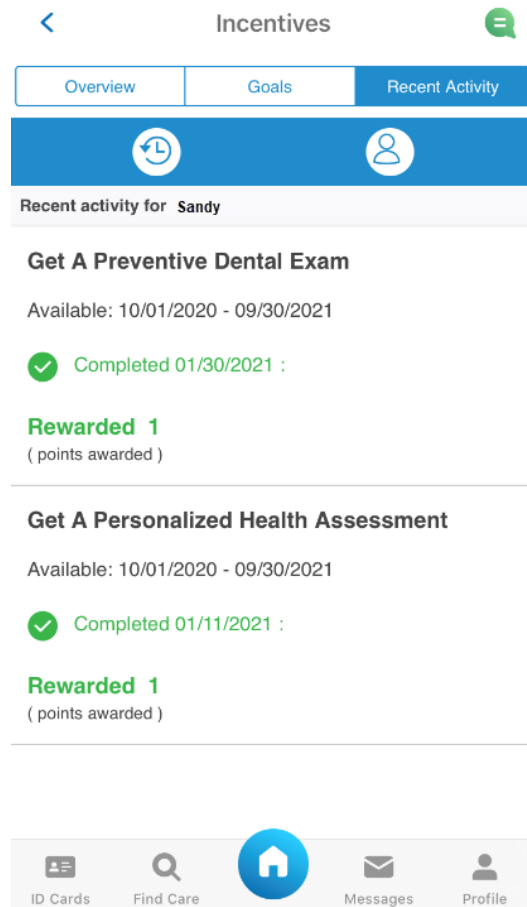 Incentives
Overview Goals Recent Activity
Recent activity for Sandy
Get A Preventive Dental Exam
Available: 10/01/2020 - 09/30/2021
Completed 01/30/2021 :
Rewarded 1
( points awarded )
Get A Personalized Health Assessment
Available: 10/01/2020 - 09/30/2021
Completed 01/11/2021 :
Rewarded 1
( points awarded )
ID Cards Find Care Messages Profile